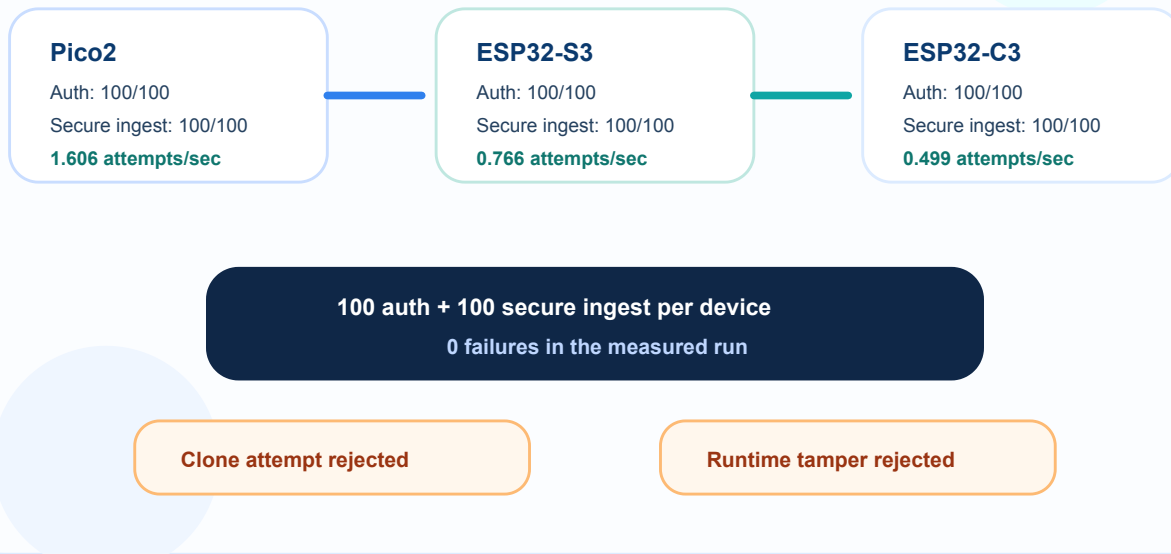 Pico2
Auth: 100/100
Secure ingest: 100/100
1.606 attempts/sec
ESP32-S3
Auth: 100/100
Secure ingest: 100/100
0.766 attempts/sec
ESP32-C3
Auth: 100/100
Secure ingest: 100/100
0.499 attempts/sec
100 auth + 100 secure ingest per device
0 failures in the measured run
Clone attempt rejected
Runtime tamper rejected